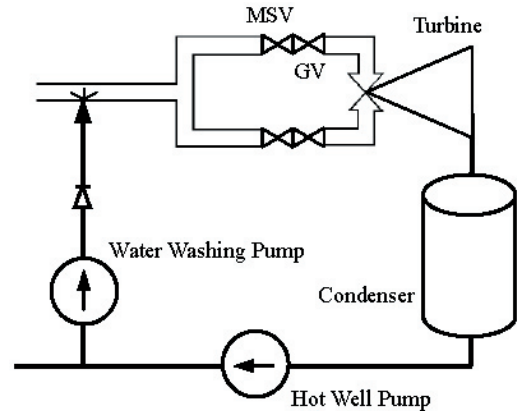 MSV
Turbine
GV
Water Washing Pump
Condenser
Hot Well Pump